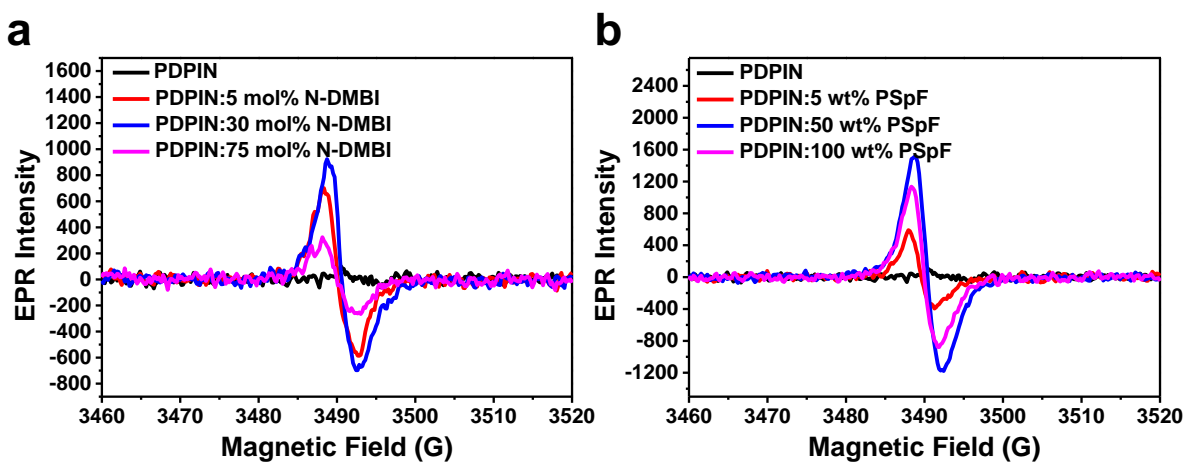 a
1600
1400
1200
1000
800
600
400
200
0
-200
-400
-600
-800
EPR Intensity
PDPIN
PDPIN:5 mol% N-DMBI
PDPIN:30 mol% N-DMBI
PDPIN:75 mol% N-DMBI
3460 3470 3480 3490 3500 3510 3520
Magnetic Field (G)
b
2400
2000
1600
1200
800
400
0
-400
-800
-1200
EPR Intensity
PDPIN
PDPIN:5 wt% PSpF
PDPIN:50 wt% PSpF
PDPIN:100 wt% PSpF
3460 3470 3480 3490 3500 3510 3520
Magnetic Field (G)